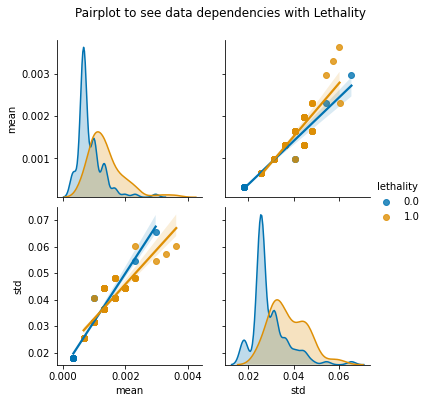 Pairplot to see data dependencies with Lethality
0.003
0.002
0.001
mean
lethality
0.0
1.0
0.07
0.06
0.05
0.04
0.03
0.02
std
0.000 0.002 0.004
mean
0.02 0.04 0.06
std